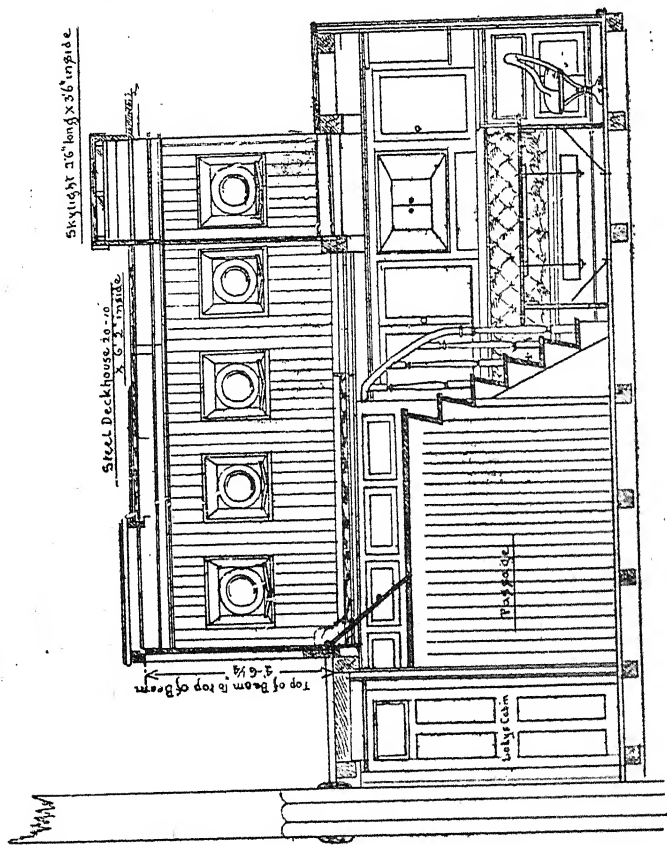 Skylight 2'6" long x 3'6" inside
Steel Deckhouse 20-10
x 6'2" inside
Top of Beam To top of Beam
Passage
Lady's Cabin